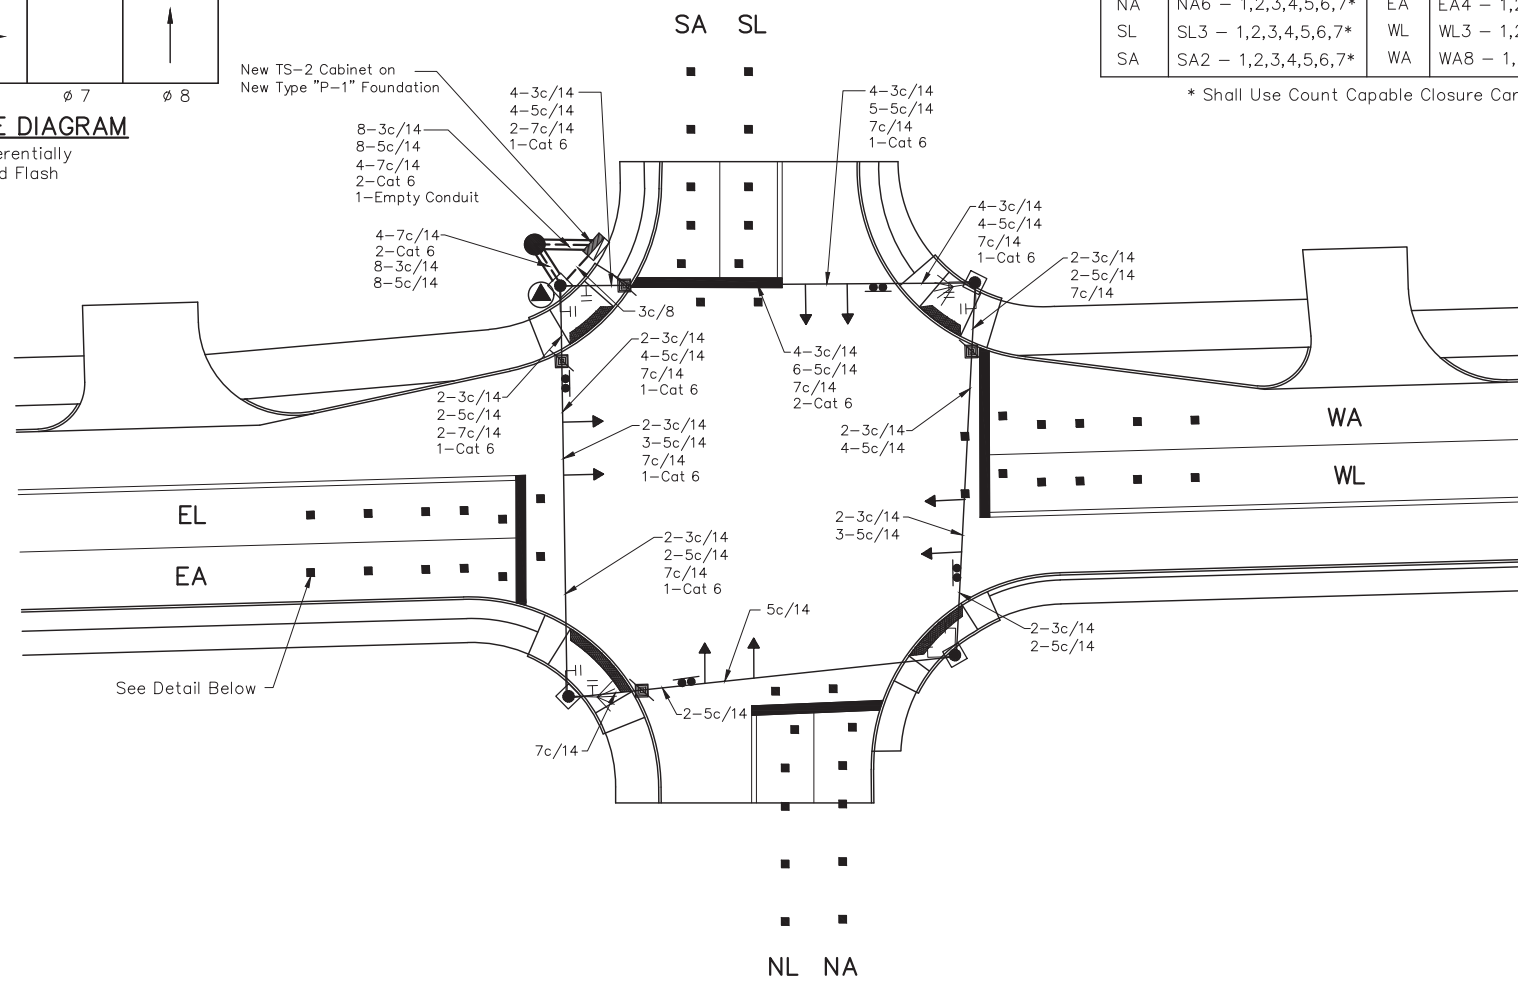 SA SL
NA NA6 – 1,2,3,4,5,6,7* EA
SL SL3 – 1,2,3,4,5,6,7* WL
SA SA2 – 1,2,3,4,5,6,7* WA
* Shall Use Count Capable Closure
ø 7 ø 8
DIAGRAM
Flash
New TS–2 Cabinet on
New Type "P–1" Foundation
8–3c/14
8–5c/14
4–7c/14
2–Cat 6
1–Empty Conduit
4–3c/14
4–5c/14
2–7c/14
1–Cat 6
4–3c/14
5–5c/14
7c/14
1–Cat 6
4–7c/14
2–Cat 6
8–3c/14
8–5c/14
4–3c/14
4–5c/14
7c/14
1–Cat 6
2–3c/14
2–5c/14
7c/14
3c/8
2–3c/14
4–5c/14
7c/14
1–Cat 6
4–3c/14
6–5c/14
7c/14
2–Cat 6
2–3c/14
2–5c/14
2–7c/14
1–Cat 6
2–3c/14
3–5c/14
7c/14
1–Cat 6
2–3c/14
4–5c/14
WA
WL
EL
EA
2–3c/14
3–5c/14
2–3c/14
2–5c/14
7c/14
1–Cat 6
5c/14
2–3c/14
2–5c/14
See Detail Below
2–5c/14
7c/14
NL NA